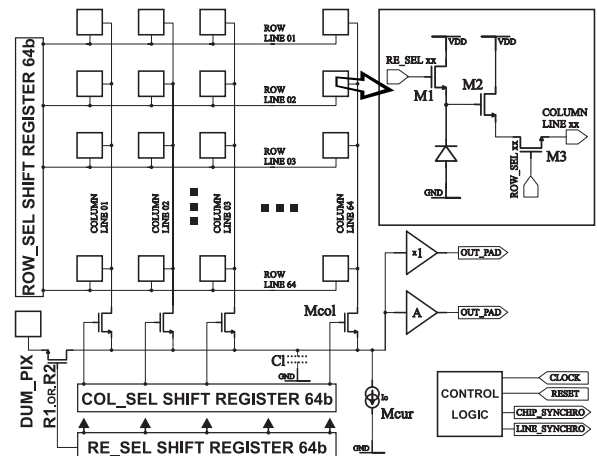 ROW_SEL SHIFT REGISTER 64b
ROW
LINE 01
ROW
LINE 02
ROW
LINE 03
ROW
LINE 64
COLUMN
LINE 01
COLUMN
LINE 02
COLUMN
LINE 03
COLUMN
LINE 64
VDD
VDD
RE_SEL xx
M1
M2
COLUMN
LINE xx
ROW_SEL xx
M3
GND
Mcol
x1
OUT_PAD
A
OUT_PAD
DUM_PIX
R1.OR.R2
Cl
GND
COL_SEL SHIFT REGISTER 64b
RE_SEL SHIFT REGISTER 64b
Io
Mcur
GND
CONTROL
LOGIC
CLOCK
RESET
CHIP_SYNCHRO
LINE_SYNCHRO